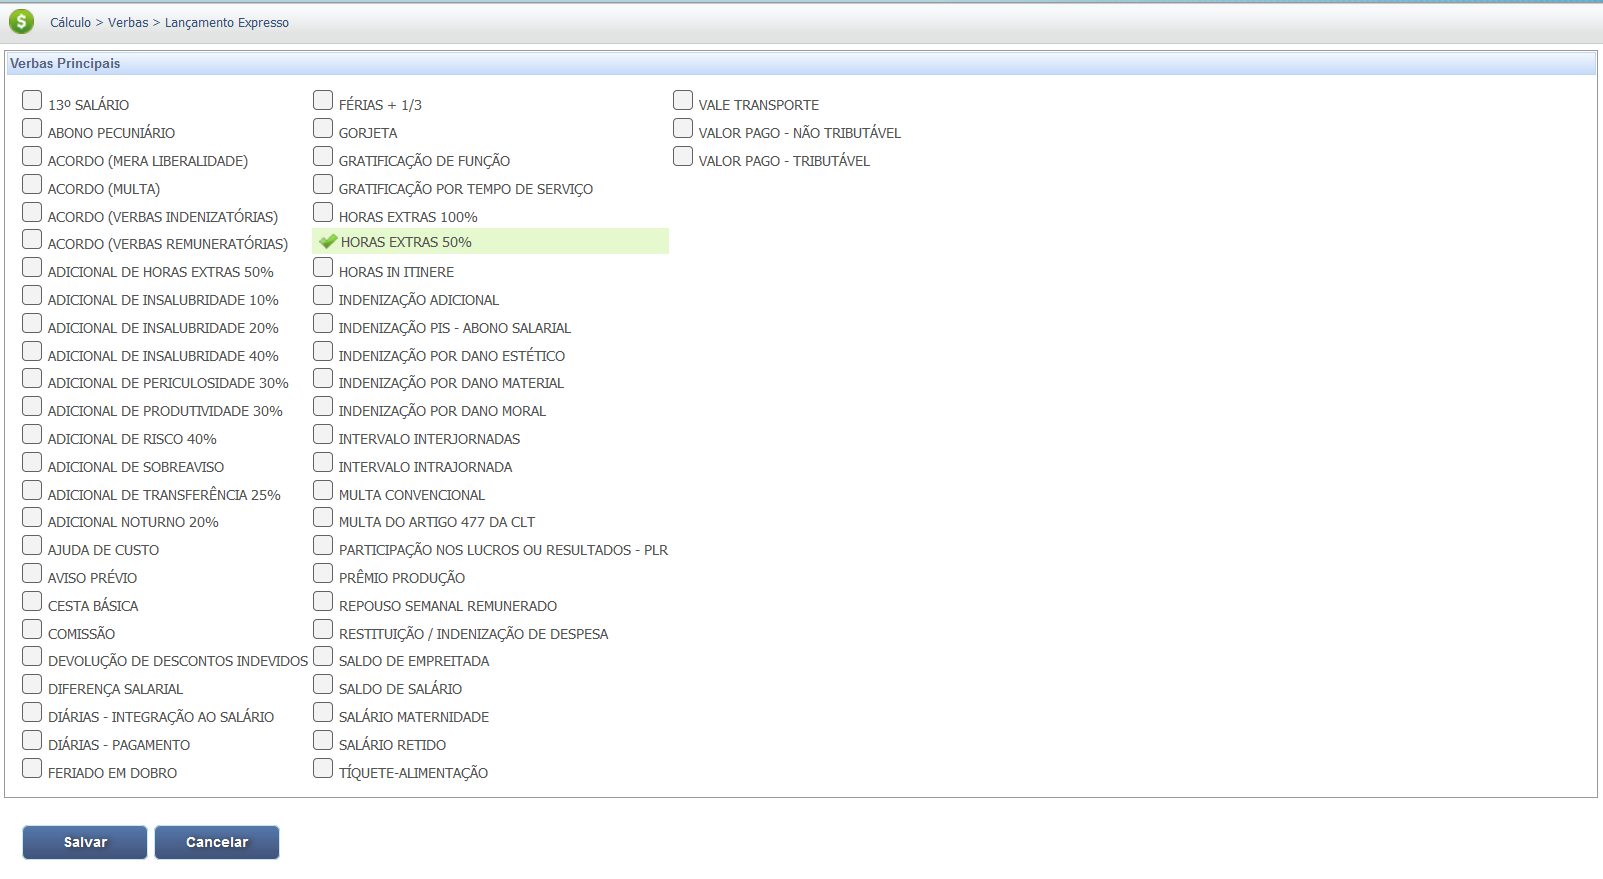 Cálculo > Verbas > Lançamento Expresso
Verbas Principais
13º SALÁRIO
ABONO PECUNIÁRIO
ACORDO (MERA LIBERALIDADE)
ACORDO (MULTA)
ACORDO (VERBAS INDENIZATÓRIAS)
ACORDO (VERBAS REMUNERATÓRIAS)
ADICIONAL DE HORAS EXTRAS 50%
ADICIONAL DE INSALUBRIDADE 10%
ADICIONAL DE INSALUBRIDADE 20%
ADICIONAL DE INSALUBRIDADE 40%
ADICIONAL DE PERICULOSIDADE 30%
ADICIONAL DE PRODUTIVIDADE 30%
ADICIONAL DE RISCO 40%
ADICIONAL DE SOBREAVISO
ADICIONAL DE TRANSFERÊNCIA 25%
ADICIONAL NOTURNO 20%
AJUDA DE CUSTO
AVISO PRÉVIO
CESTA BÁSICA
COMISSÃO
DEVOLUÇÃO DE DESCONTOS INDEVIDOS
DIFERENÇA SALARIAL
DIÁRIAS - INTEGRAÇÃO AO SALÁRIO
DIÁRIAS - PAGAMENTO
FERIADO EM DOBRO
FÉRIAS + 1/3
GORJETA
GRATIFICAÇÃO DE FUNÇÃO
GRATIFICAÇÃO POR TEMPO DE SERVIÇO
HORAS EXTRAS 100%
HORAS EXTRAS 50%
HORAS IN ITINERE
INDENIZAÇÃO ADICIONAL
INDENIZAÇÃO PIS - ABONO SALARIAL
INDENIZAÇÃO POR DANO ESTÉTICO
INDENIZAÇÃO POR DANO MATERIAL
INDENIZAÇÃO POR DANO MORAL
INTERVALO INTERJORNADAS
INTERVALO INTRAJORNADA
MULTA CONVENCIONAL
MULTA DO ARTIGO 477 DA CLT
PARTICIPAÇÃO NOS LUCROS OU RESULTADOS - PLR
PRÊMIO PRODUÇÃO
REPOUSO SEMANAL REMUNERADO
RESTITUIÇÃO / INDENIZAÇÃO DE DESPESA
SALDO DE EMPREITADA
SALDO DE SALÁRIO
SALÁRIO MATERNIDADE
SALÁRIO RETIDO
TÍQUETE-ALIMENTAÇÃO
VALE TRANSPORTE
VALOR PAGO - NÃO TRIBUTÁVEL
VALOR PAGO - TRIBUTÁVEL
Salvar
Cancelar